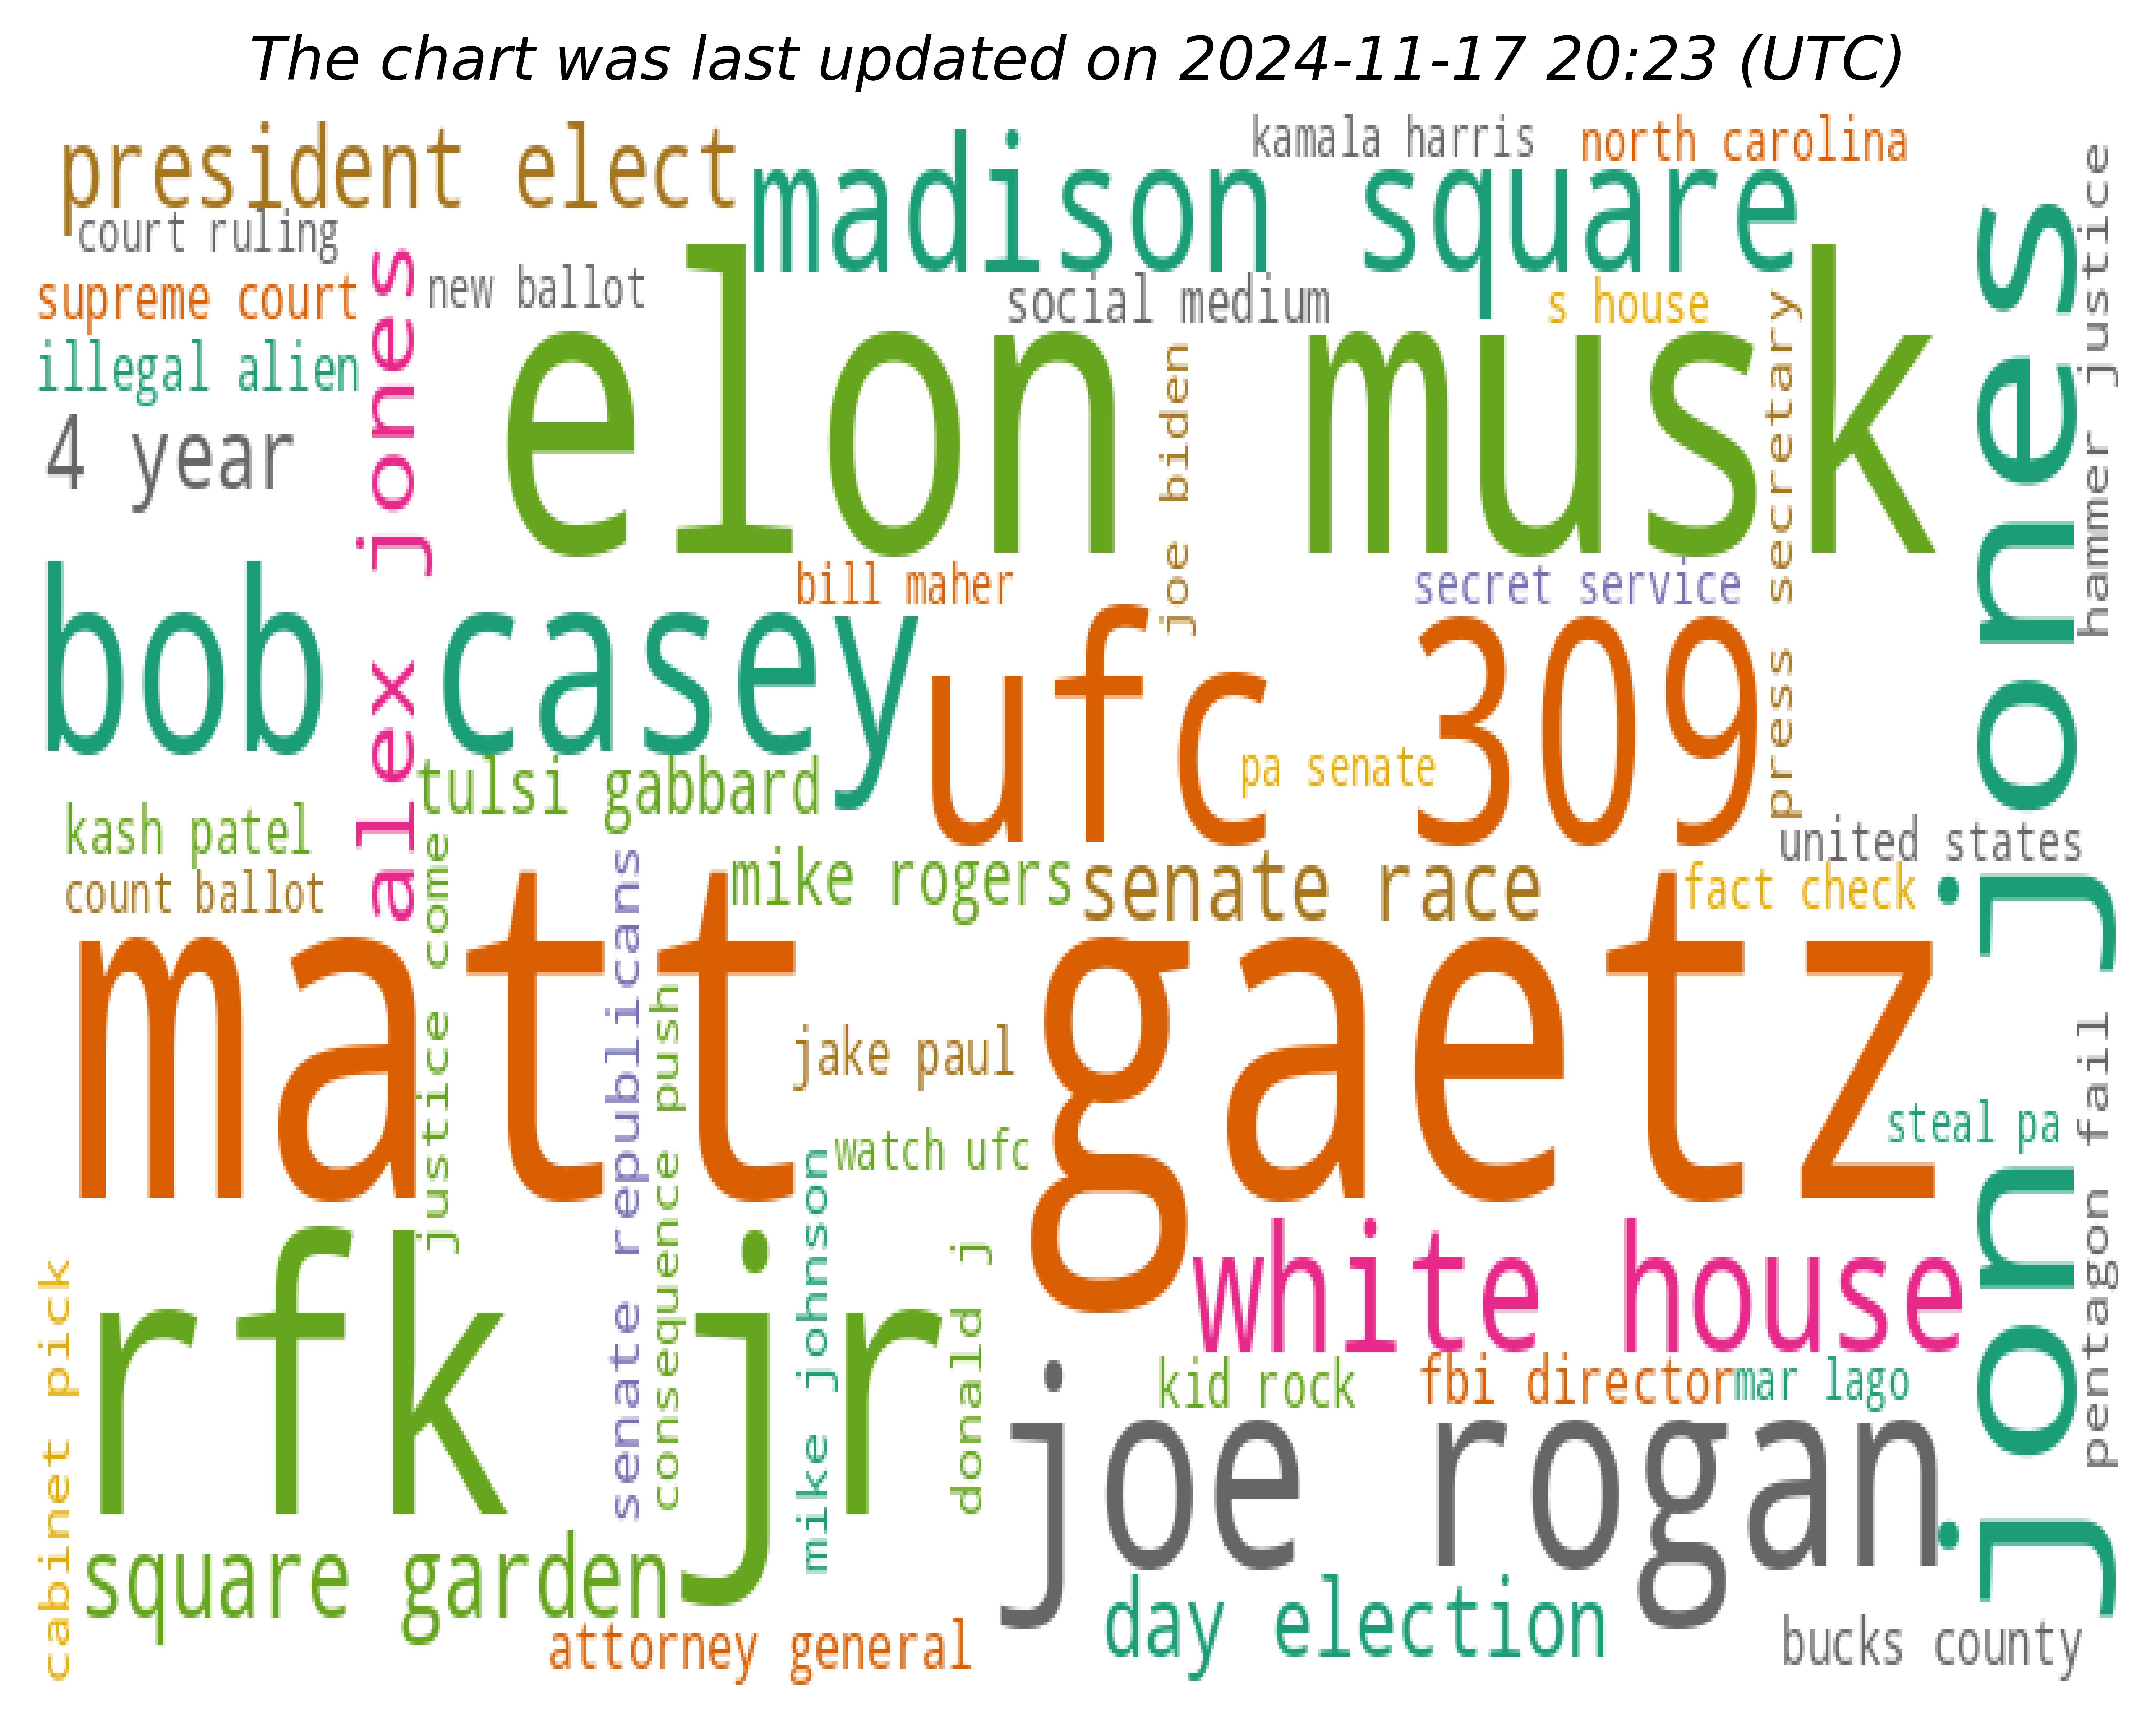 The chart was last updated on 2024-11-17 20:23 (UTC)
president elect
kamala harris
north carolina
madison square
court ruling
supreme court
new ballot
social medium
s house
illegal alien
4 year
alex jones
elon musk
joe biden
press secretary
jon jones
hammer justice
bill maher
secret service
bob casey
ufc 309
pa senate
tulsi gabbard
kash patel
count ballot
justice come
senate republicans
mike rogers
senate race
united states
fact check
matt gaetz
consequence push
jake paul
watch ufc
steal pa
pentagon fail
rfk jr
mike johnson
donald j
white house
cabinet pick
kid rock
fbi director
mar lago
joe rogan
square garden
day election
attorney general
bucks county